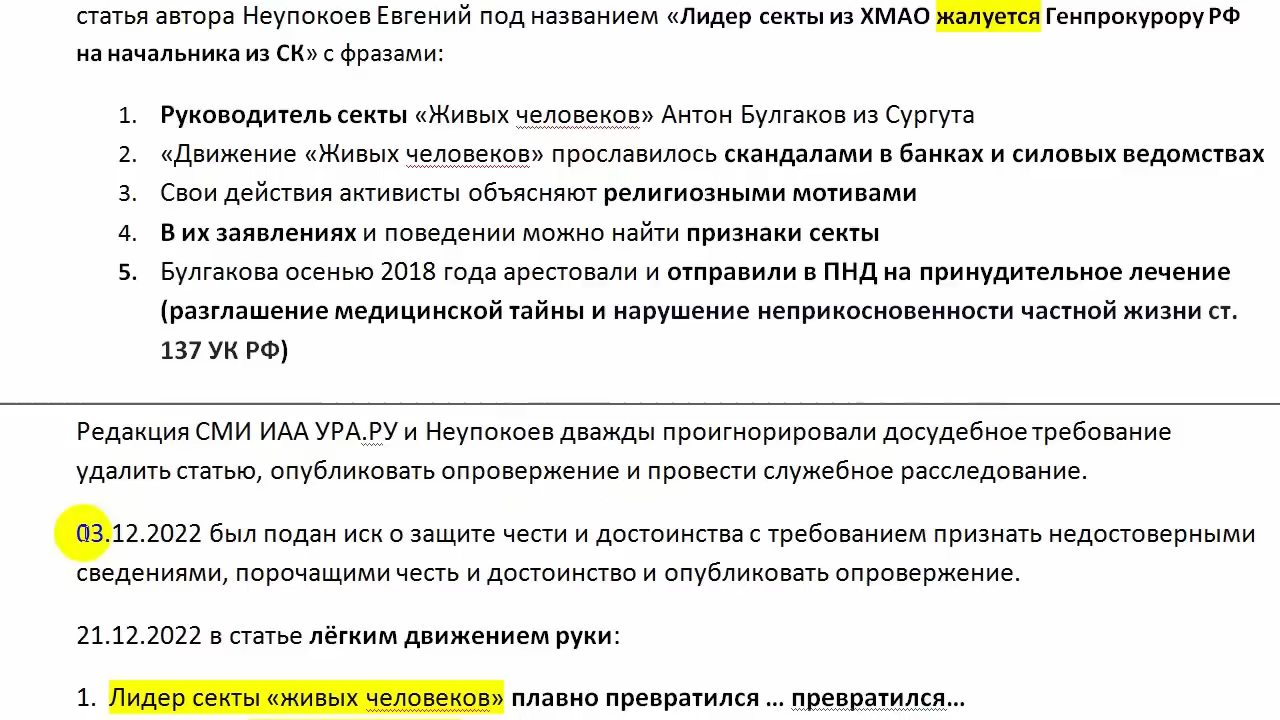 статья автора Неупокоев Евгений под названием «Лидер секты из ХМАО жалуется Генпрокурору РФ
на начальника из СК» с фразами:
1. Руководитель секты «Живых человеков» Антон Булгаков из Сургута
2. «Движение «Живых человеков» прославилось скандалами в банках и силовых ведомствах
3. Свои действия активисты объясняют религиозными мотивами
4. В их заявлениях и поведении можно найти признаки секты
5. Булгакова осенью 2018 года арестовали и отправили в ПНД на принудительное лечение
(разглашение медицинской тайны и нарушение неприкосновенности частной жизни ст.
137 УК РФ)
Редакция СМИ ИАА УРА.РУ и Неупокоев дважды проигнорировали досудебное требование
удалить статью, опубликовать опровержение и провести служебное расследование.
03.12.2022 был подан иск о защите чести и достоинства с требованием признать недостоверными
сведениями, порочащими честь и достоинство и опубликовать опровержение.
21.12.2022 в статье лёгким движением руки:
1. Лидер секты «живых человеков» плавно превратился ... превратился...